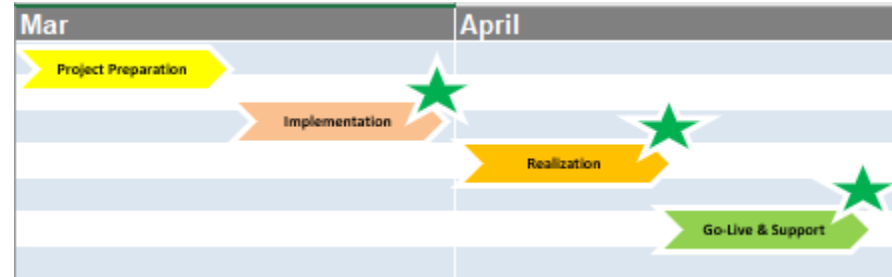 Mar
April
Project Preparation
Implementation
Realization
Go-Live & Support